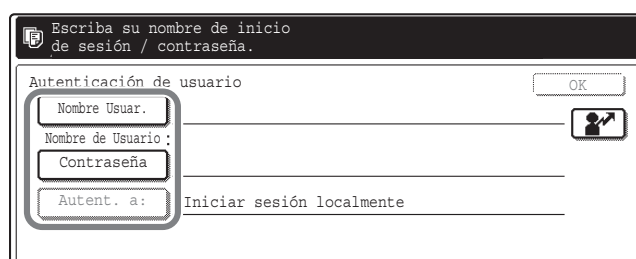 Escriba su nombre de inicio
de sesión / contraseña.
Autenticación de usuario
OK
Nombre Usuar.
Nombre de Usuario :
Contraseña
Autent. a:
Iniciar sesión localmente